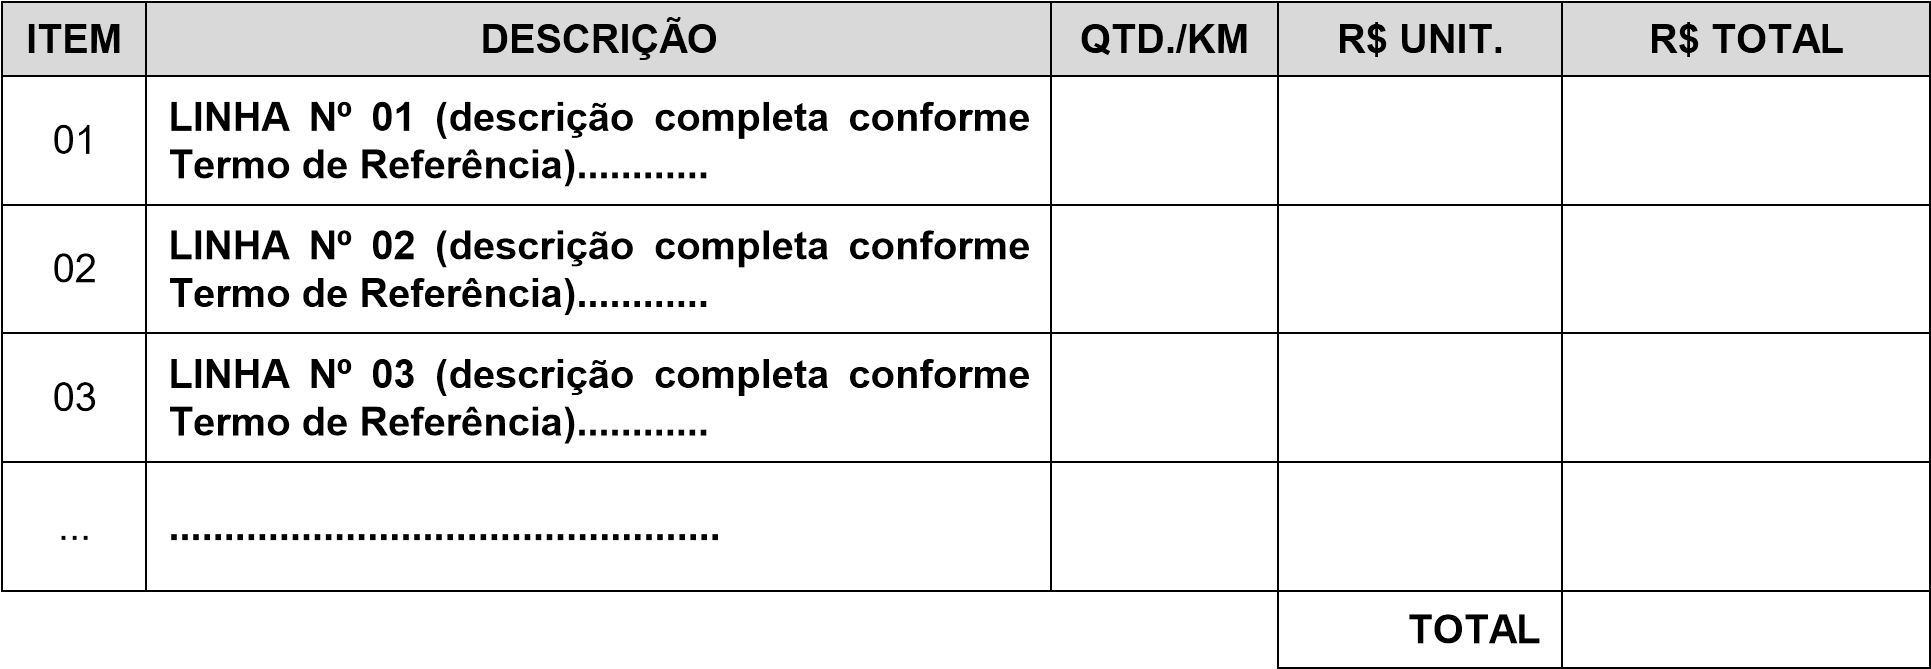 ITEM DESCRIÇÃO QTD./KM R$ UNIT. R$ TOTAL
01 LINHA Nº 01 (descrição completa conforme
Termo de Referência)............
02 LINHA Nº 02 (descrição completa conforme
Termo de Referência)............
03 LINHA Nº 03 (descrição completa conforme
Termo de Referência)............
... ..................................................
TOTAL